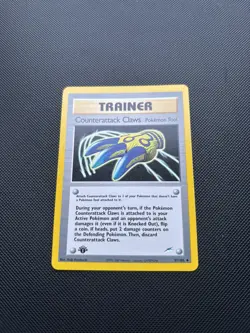 TRAINER
Counterattack Claws Pokémon Tool
Attach Counterattack Claws to 1 of your Pokémon that doesn't have
a Pokémon Tool attached to it.
During your opponent's turn, if the Pokémon
Counterattack Claws is attached to is your
Active Pokémon and an opponent's attack
damages it (even if it is Knocked Out), flip
a coin. If heads, put 2 damage counters on
the Defending Pokémon. Then, discard
Counterattack Claws.